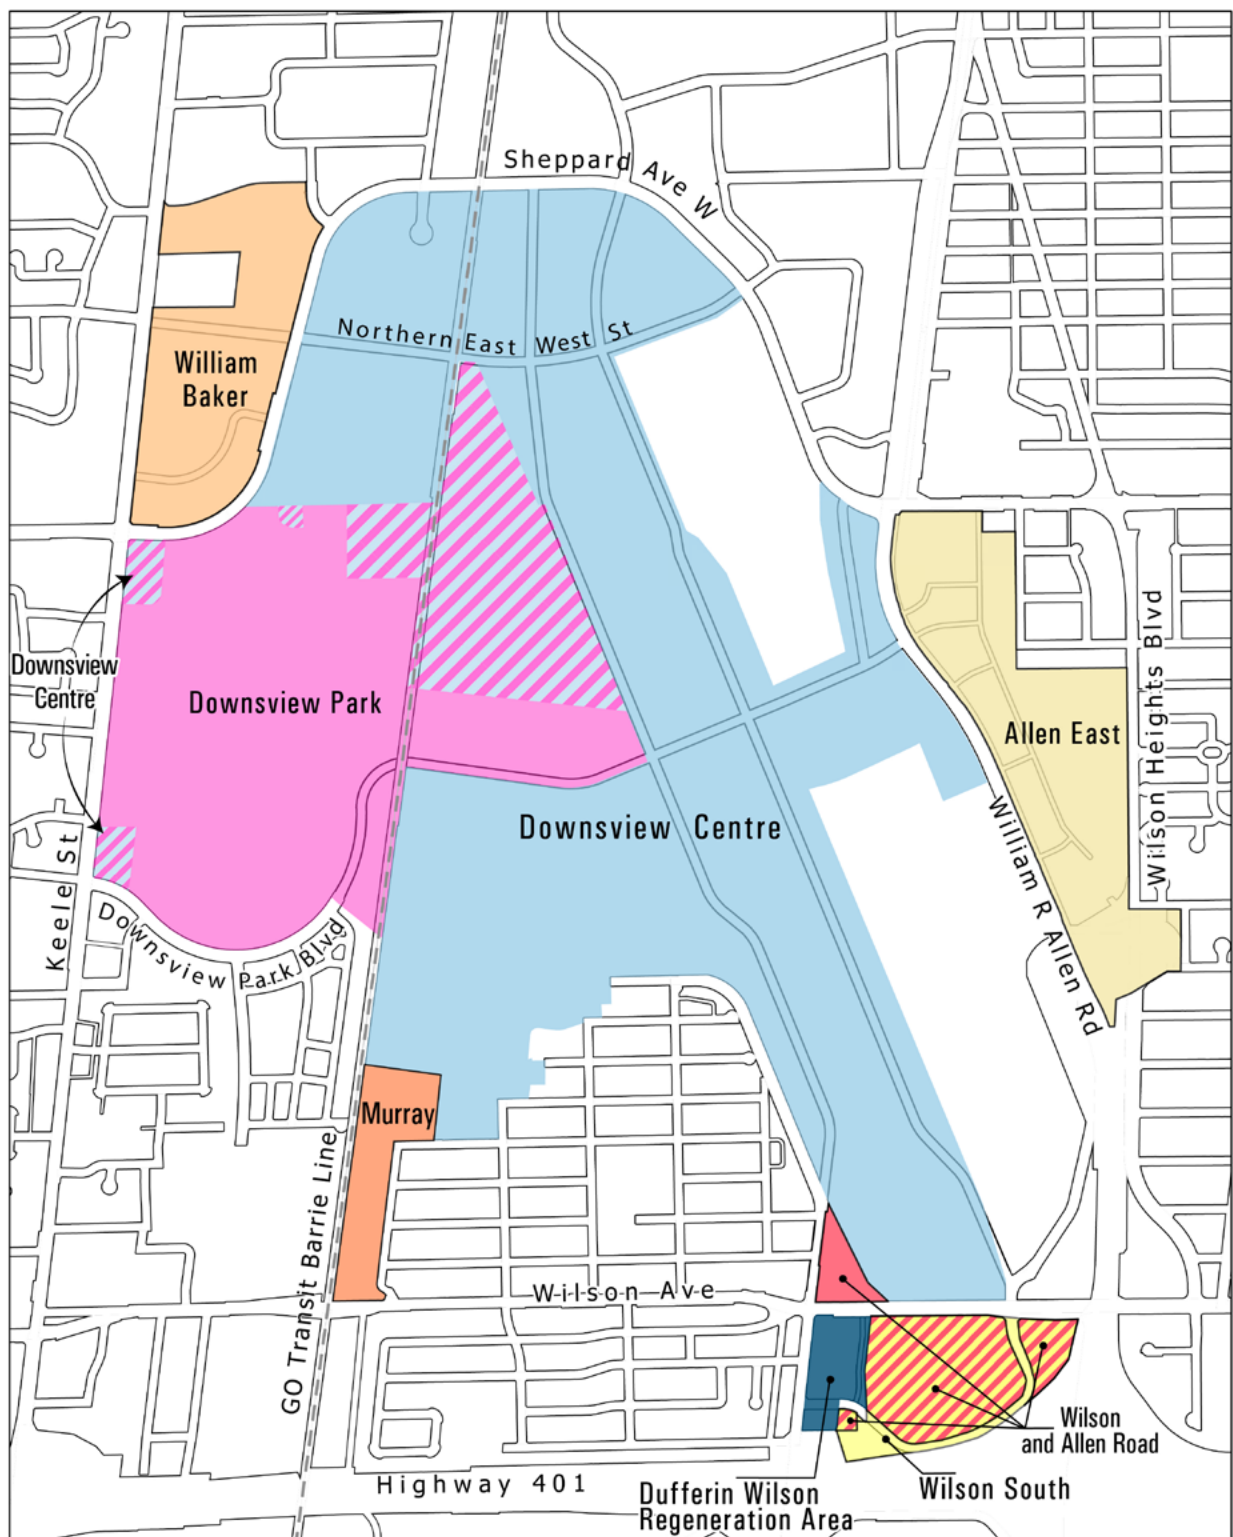 Sheppard Ave W
Northern East West St
William
Baker
Downsview
Centre
Downsview Park
Allen East
Wilson Heights Blvd
Downsview Centre
William R Allen Rd
Keele St
Downsview Park Blvd
Murray
GO Transit Barrie Line
Wilson Ave
Wilson
and Allen Road
Highway 401
Wilson South
Dufferin Wilson
Regeneration Area